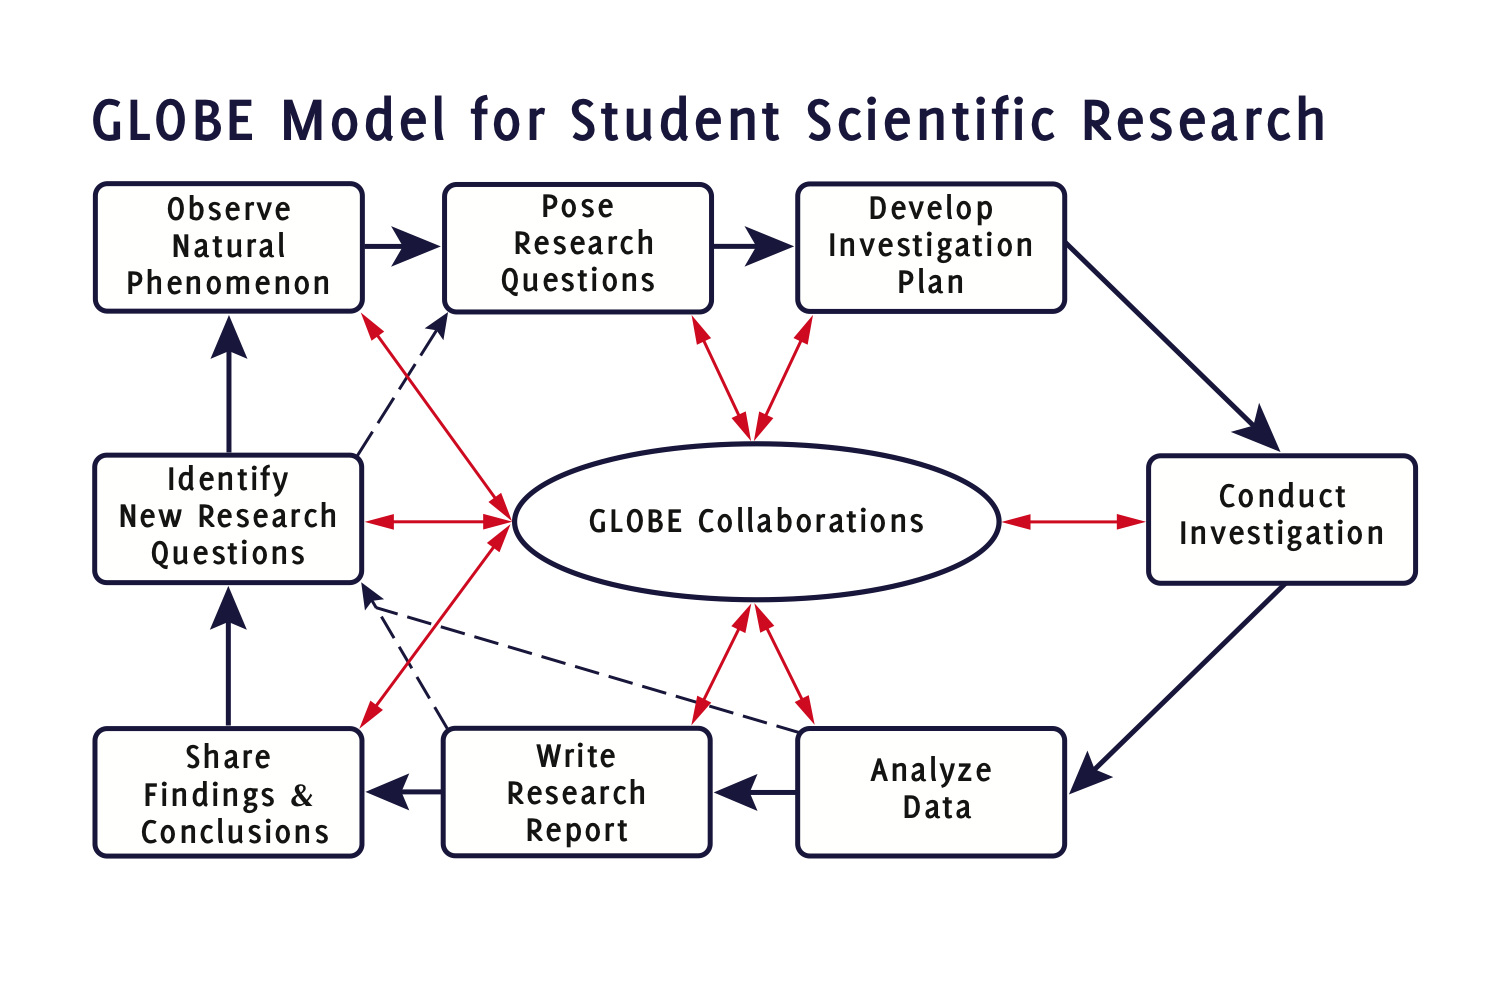 GLOBE Model for Student Scientific Research
Observe
Natural
Phenomenon
Pose
Research
Questions
Develop
Investigation
Plan
Identify
New Research
Questions
GLOBE Collaborations
Conduct
Investigation
Share
Findings &
Conclusions
Write
Research
Report
Analyze
Data